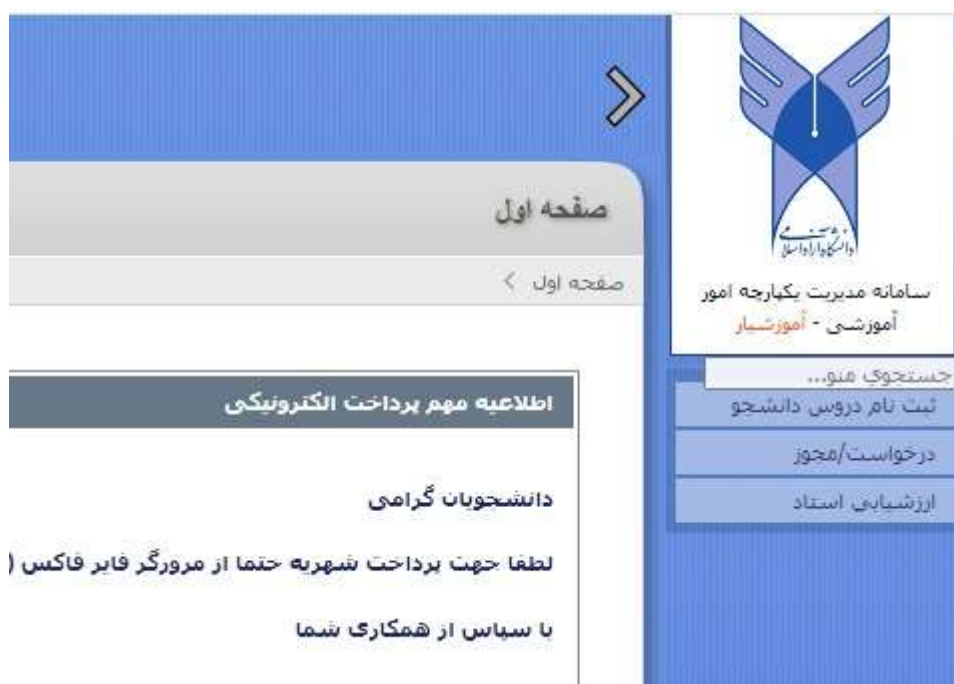 دانشگاه آزاد اسلامی
سامانه مدیریت یکپارچه امور
آموزشی - آموزشیار
جستجوي منو...
ثبت نام دروس دانشجو
درخواست/مجوز
ارزشیابی استاد
صفحه اول
صفحه اول >
اطلاعیه مهم پرداخت الکترونیکی
دانشجویان گرامی
لطفا جهت پرداخت شهریه حتما از مرورگر فایر فاکس (
با سپاس از همکاری شما